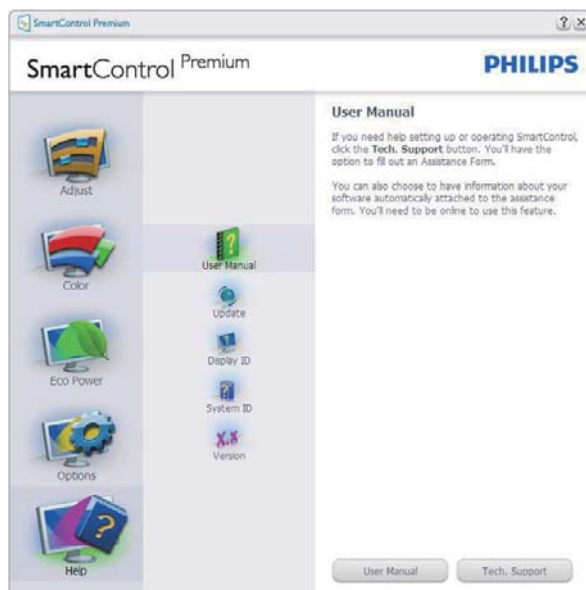 SmartControl Premium
SmartControl Premium
PHILIPS
Adjust
Color
Eco Power
Options
Help
User Manual
Update
Display ID
System ID
X.X
Version
User Manual
If you need help setting up or operating SmartControl,
click the Tech. Support button. You'll have the
option to fill out an Assistance Form.
You can also choose to have information about your
software automatically attached to the assistance
form. You'll need to be online to use this feature.
User Manual
Tech. Support